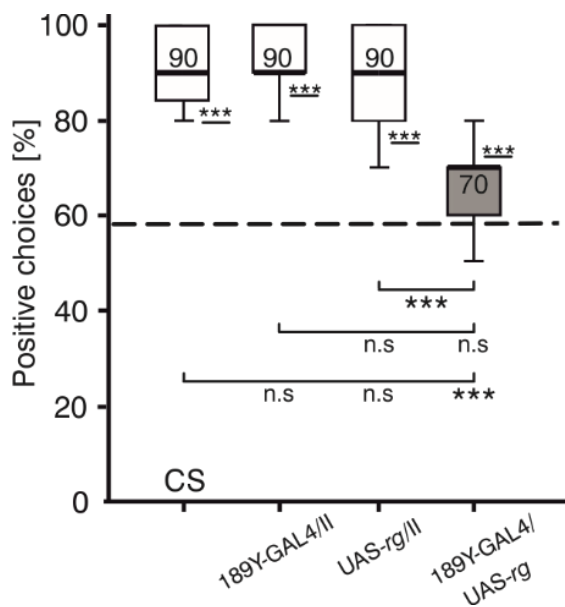 100
90
90
90
***
***
***
***
80
70
60
***
40
n.s
n.s
20
n.s
n.s
***
CS
0
Positive choices [%]
189Y-GAL4/II
UAS-rg/II
189Y-GAL4/
UAS-rg